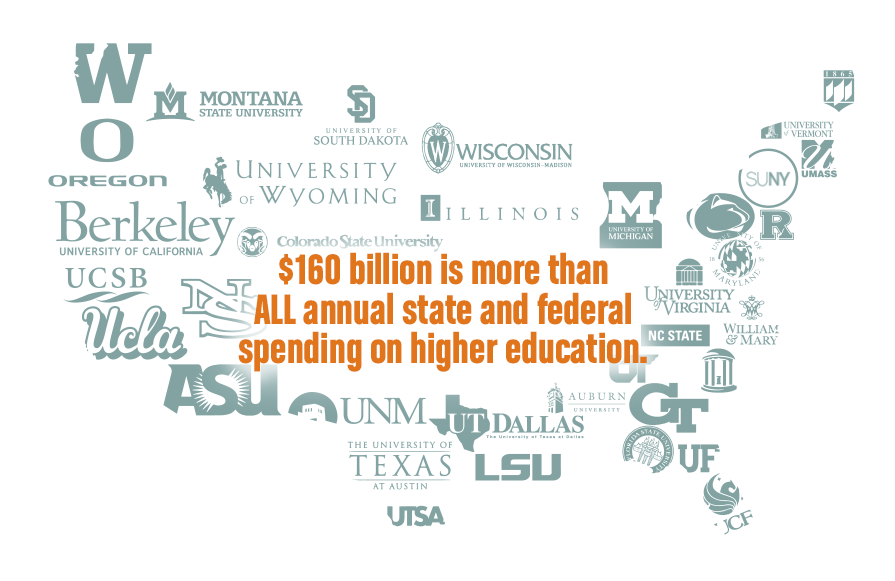 W
1865
MONTANA
STATE UNIVERSITY
SD
UNIVERSITY OF
SOUTH DAKOTA
O
OREGON
W WISCONSIN
UNIVERSITY OF WISCONSIN–MADISON
UNIVERSITY
of VERMONT
UMASS
SUNY
UNIVERSITY
OF WYOMING
I ILLINOIS
M
UNIVERSITY OF
MICHIGAN
R
Berkeley
UNIVERSITY OF CALIFORNIA
Colorado State University
UNIVERSITY OF
18 56
MARYLAND
UCSB
$160 billion is more than
ALL annual state and federal
spending on higher education.
UNIVERSITY
of VIRGINIA
NC STATE
WILLIAM
& MARY
Ucla
ASU
UNM
UT DALLAS
The University of Texas at Dallas
AUBURN
UNIVERSITY
GT
THE UNIVERSITY OF
TEXAS
AT AUSTIN
LSU
FLORIDA STATE UNIVERSITY
UF
UTSA
UCF